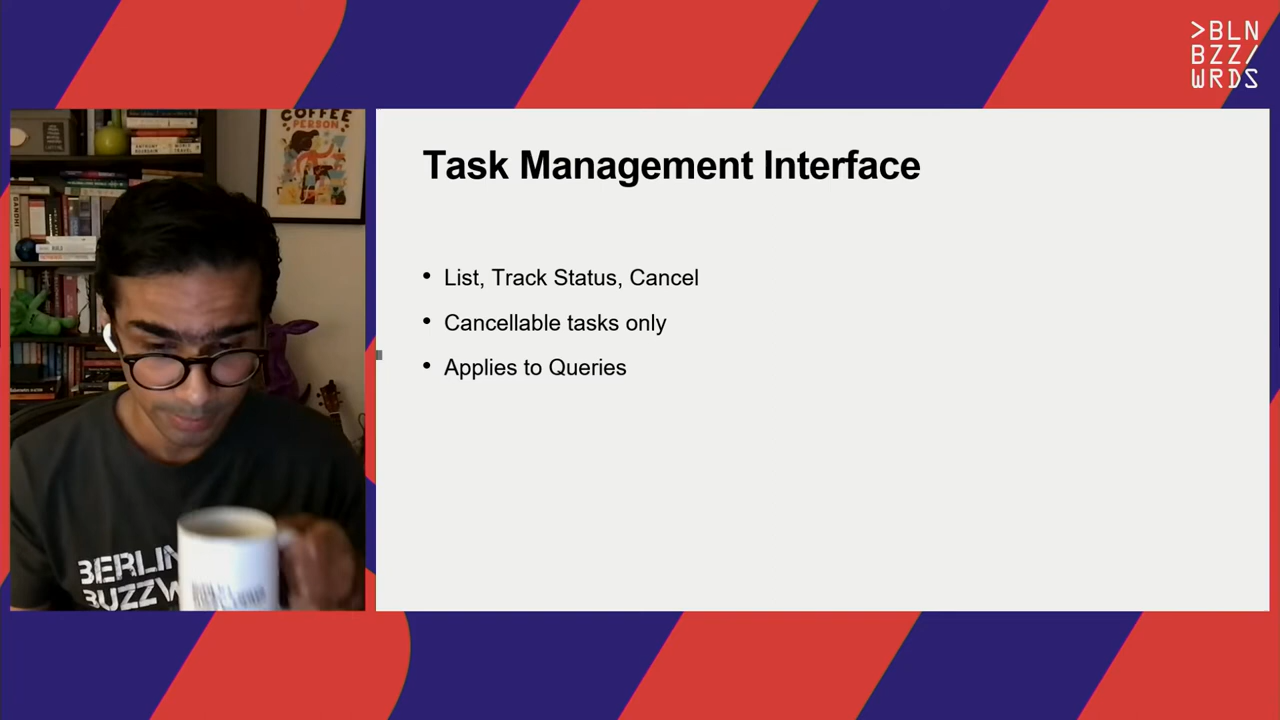 >BLN
BZZ/
WRDS
COFFEE
PERSON
GANDHI
Task Management Interface
• List, Track Status, Cancel
• Cancellable tasks only
• Applies to Queries
BERLIN
BUZZW